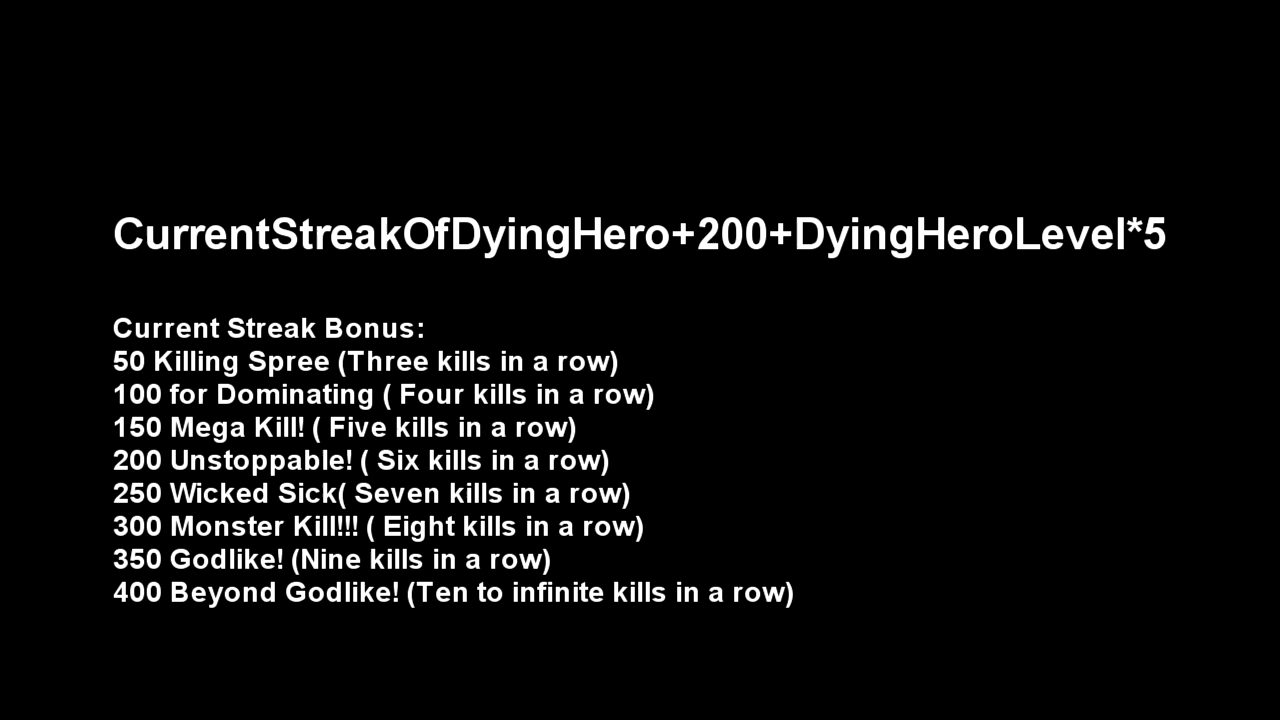 CurrentStreakOfDyingHero+200+DyingHeroLevel*5
Current Streak Bonus:
50 Killing Spree (Three kills in a row)
100 for Dominating ( Four kills in a row)
150 Mega Kill! ( Five kills in a row)
200 Unstoppable! ( Six kills in a row)
250 Wicked Sick( Seven kills in a row)
300 Monster Kill!!! ( Eight kills in a row)
350 Godlike! (Nine kills in a row)
400 Beyond Godlike! (Ten to infinite kills in a row)